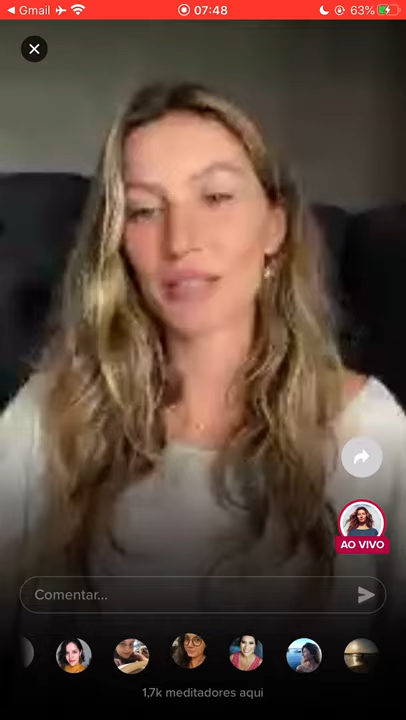 Gmail
07:48
63%
AO VIVO
Comentar...
1,7k meditadores aqui